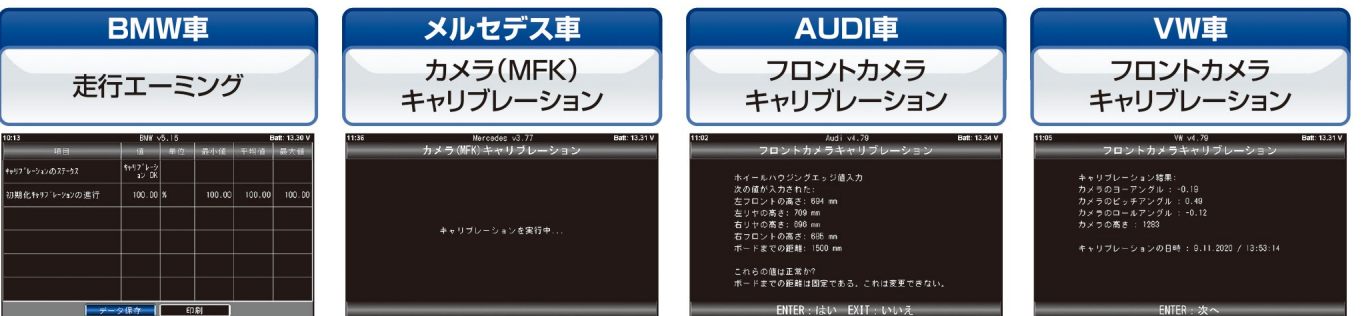 BMW車
走行エーミング
10:13 BMW v5.15 Batt: 13.30 V
項目 値 単位 最小値 平均値 最大値
ｷｬﾘﾌﾞﾚｰｼｮﾝのｽﾃｰﾀｽ ｷｬﾘﾌﾞﾚｰｼ
ｮﾝ OK
初期化ｷｬﾘﾌﾞﾚｰｼｮﾝの進行 100.00 % 100.00 100.00 100.00
データ保存 印刷
メルセデス車
カメラ(MFK)
キャリブレーション
11:36 Mercedes v3.77 Batt: 13.31 V
カメラ(MFK)キャリブレーション
キャリブレーションを実行中...
AUDI車
フロントカメラ
キャリブレーション
11:02 Audi v4.79 Batt: 13.34 V
フロントカメラキャリブレーション
ホイールハウジングエッジ値入力
次の値が入力された:
左フロントの高さ: 694 mm
左リヤの高さ: 709 mm
右リヤの高さ: 696 mm
右フロントの高さ: 685 mm
ボードまでの距離: 1500 mm
これらの値は正常か?
ボードまでの距離は固定である。これは変更できない。
ENTER : はい EXIT : いいえ
VW車
フロントカメラ
キャリブレーション
11:05 VW v4.79 Batt: 13.31 V
フロントカメラキャリブレーション
キャリブレーション結果:
カメラのヨーアングル : -0.19
カメラのピッチアングル : 0.49
カメラのロールアングル : -0.12
カメラの高さ : 1283
キャリブレーションの日時 : 9.11.2020 / 13:53:14
ENTER : 次へ